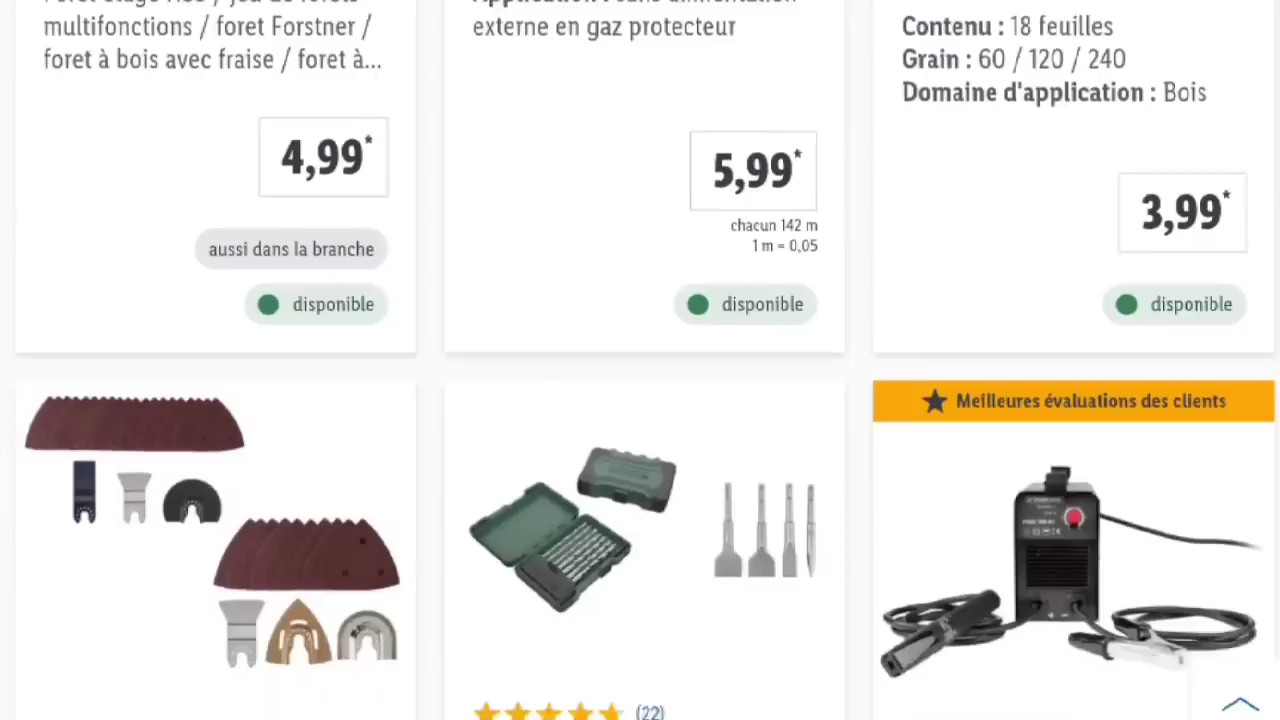 multifonctions / foret Forstner /
foret à bois avec fraise / foret à...
4,99*
aussi dans la branche
disponible
externe en gaz protecteur
5,99*
chacun 142 m
1 m = 0,05
disponible
Contenu : 18 feuilles
Grain : 60 / 120 / 240
Domaine d'application : Bois
3,99*
disponible
(22)
Meilleures évaluations des clients